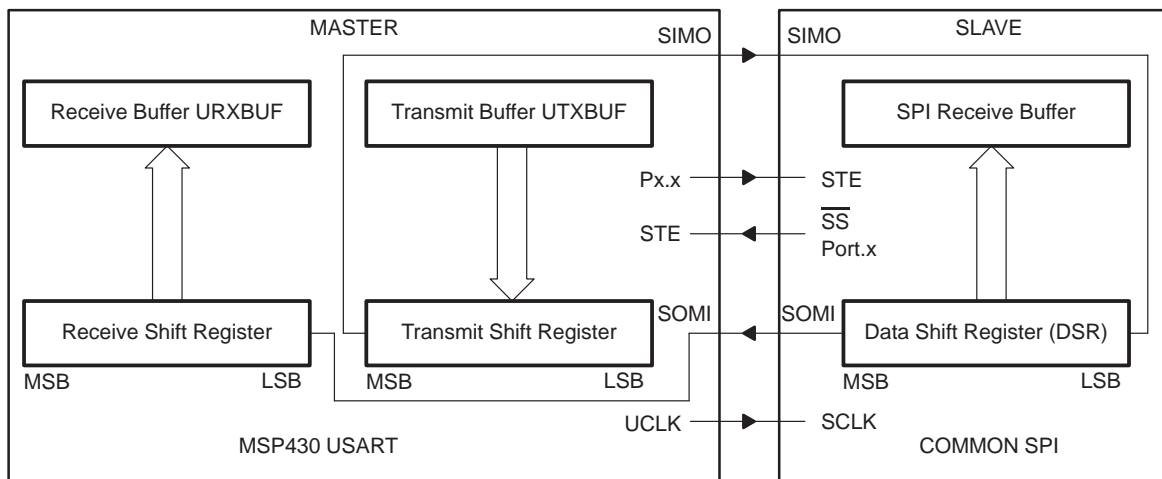 MASTER
SLAVE
SIMO
SIMO
Receive Buffer URXBUF
Transmit Buffer UTXBUF
SPI Receive Buffer
Px.x
STE
STE
SS
Port.x
SOMI
SOMI
Receive Shift Register
Transmit Shift Register
Data Shift Register (DSR)
MSB
LSB
MSB
LSB
MSB
LSB
UCLK
SCLK
MSP430 USART
COMMON SPI